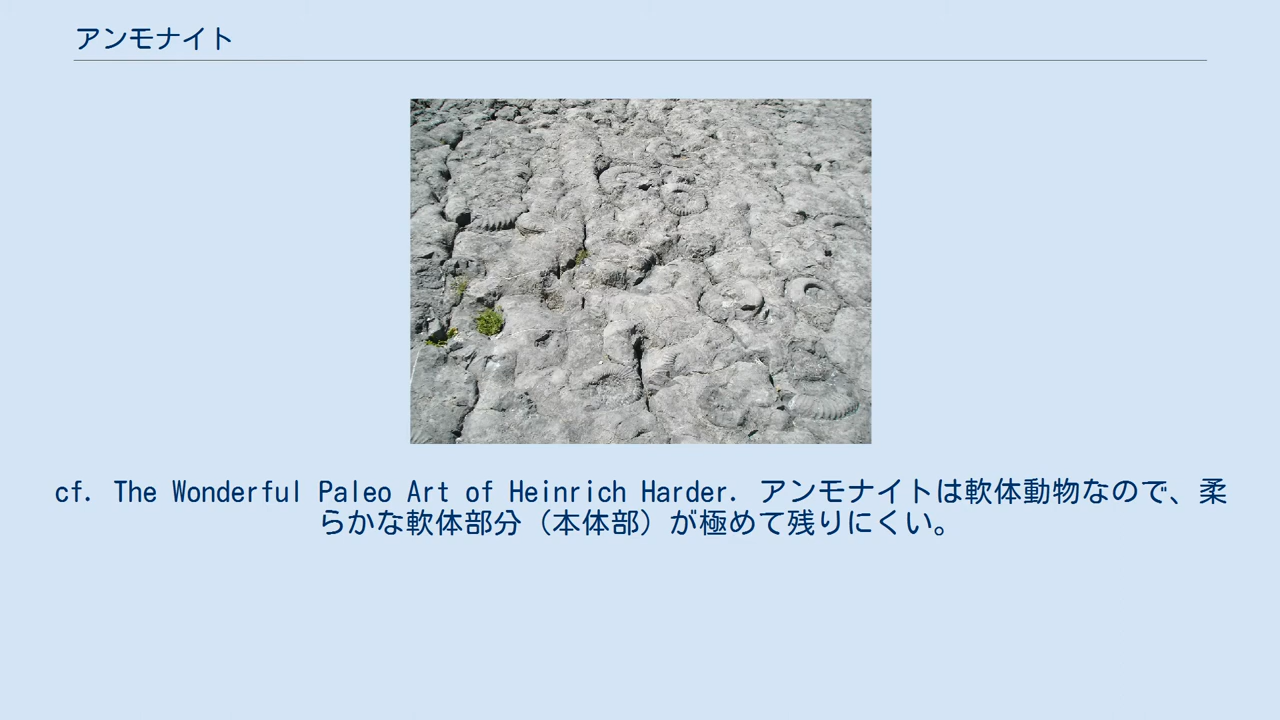 アンモナイト
cf. The Wonderful Paleo Art of Heinrich Harder. アンモナイトは軟体動物なので、柔
らかな軟体部分（本体部）が極めて残りにくい。